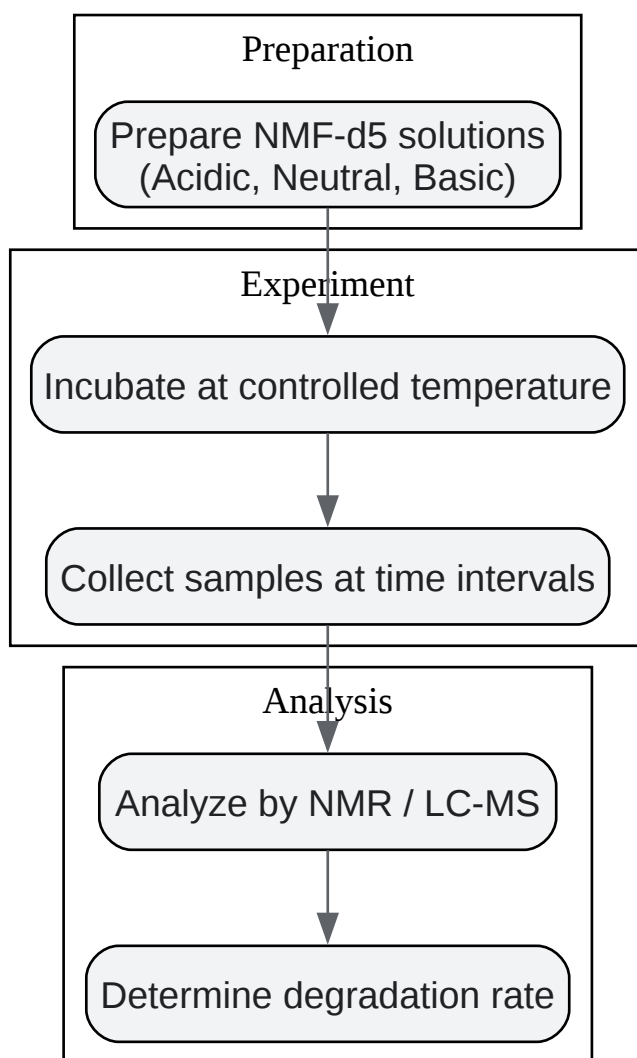 Preparation
Prepare NMF-d5 solutions
(Acidic, Neutral, Basic)
Experiment
Incubate at controlled temperature
Collect samples at time intervals
Analysis
Analyze by NMR / LC-MS
Determine degradation rate